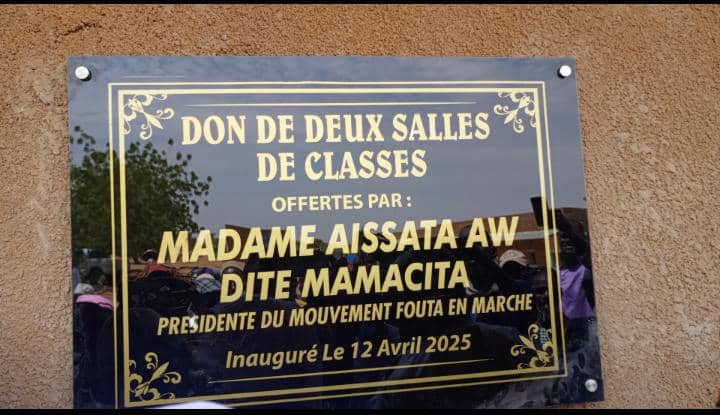 DON DE DEUX SALLES
DE CLASSES
OFFERTES PAR :
MADAME AISSATA AW
DITE MAMACITA
PRESIDENTE DU MOUVEMENT FOUTA EN MARCHE
Inauguré Le 12 Avril 2025